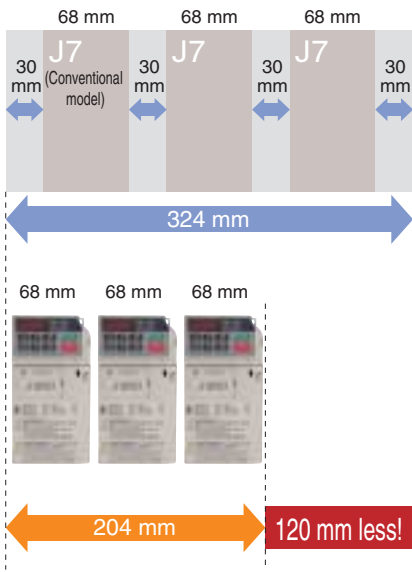 68 mm 68 mm 68 mm
J7 J7 J7
(Conventional
model)
30 30 30 30
mm mm mm mm
324 mm
68 mm 68 mm 68 mm
204 mm 120 mm less!